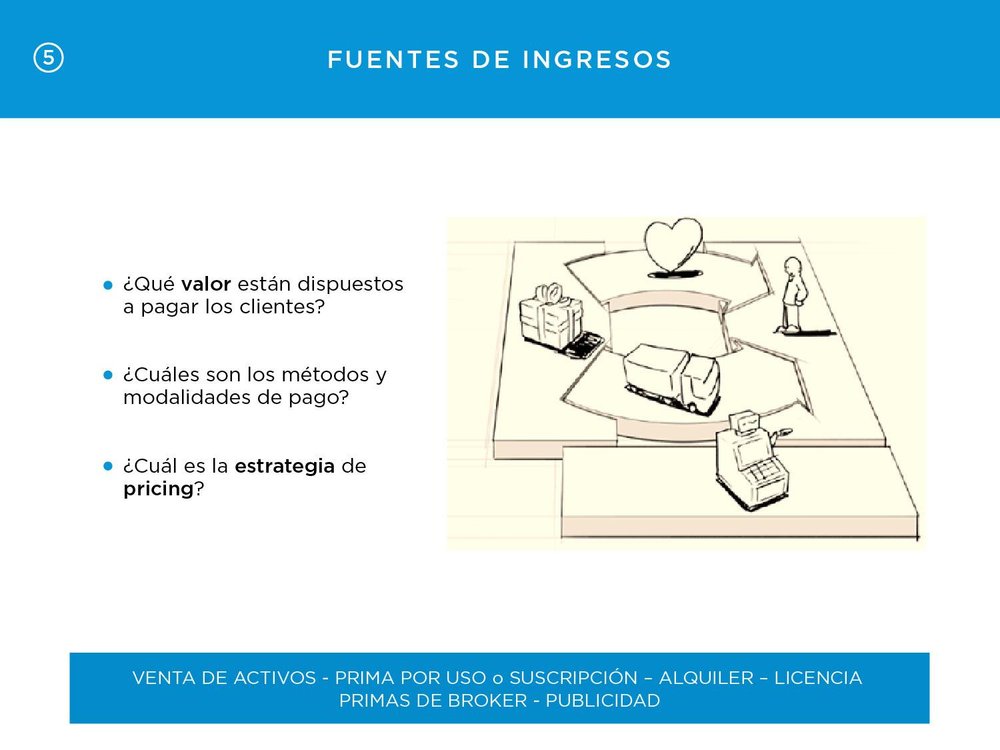 5
FUENTES DE INGRESOS
¿Qué valor están dispuestos
a pagar los clientes?
¿Cuáles son los métodos y
modalidades de pago?
¿Cuál es la estrategia de
pricing?
VENTA DE ACTIVOS - PRIMA POR USO o SUSCRIPCIÓN – ALQUILER – LICENCIA
PRIMAS DE BROKER - PUBLICIDAD